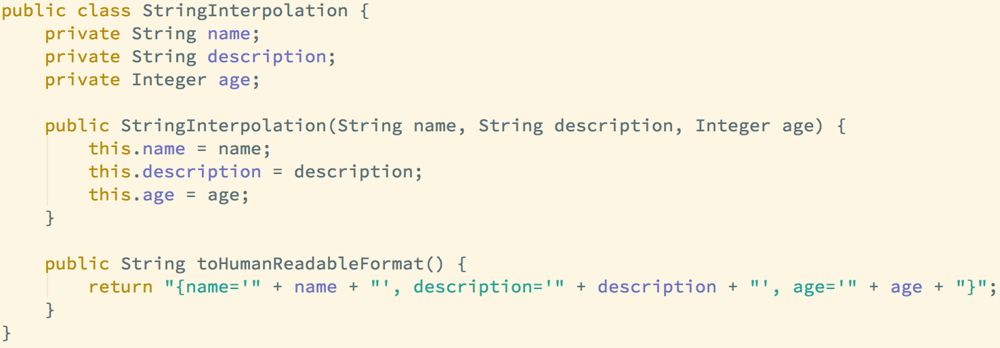 public class StringInterpolation {
    private String name;
    private String description;
    private Integer age;

    public StringInterpolation(String name, String description, Integer age) {
        this.name = name;
        this.description = description;
        this.age = age;
    }

    public String toHumanReadableFormat() {
        return "{name='" + name + "', description='" + description + "', age='" + age + "}";
    }
}